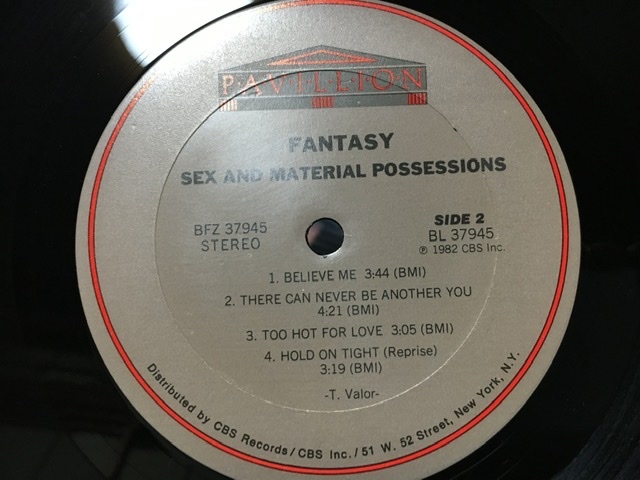 PAVILLION
FANTASY
SEX AND MATERIAL POSSESSIONS
BFZ 37945
STEREO
SIDE 2
BL 37945
℗ 1982 CBS Inc.
1. BELIEVE ME 3:44 (BMI)
2. THERE CAN NEVER BE ANOTHER YOU
4:21 (BMI)
3. TOO HOT FOR LOVE 3:05 (BMI)
4. HOLD ON TIGHT (Reprise)
3:19 (BMI)
-T. Valor-
Distributed by CBS Records/CBS Inc./51 W. 52 Street, New York, N.Y.